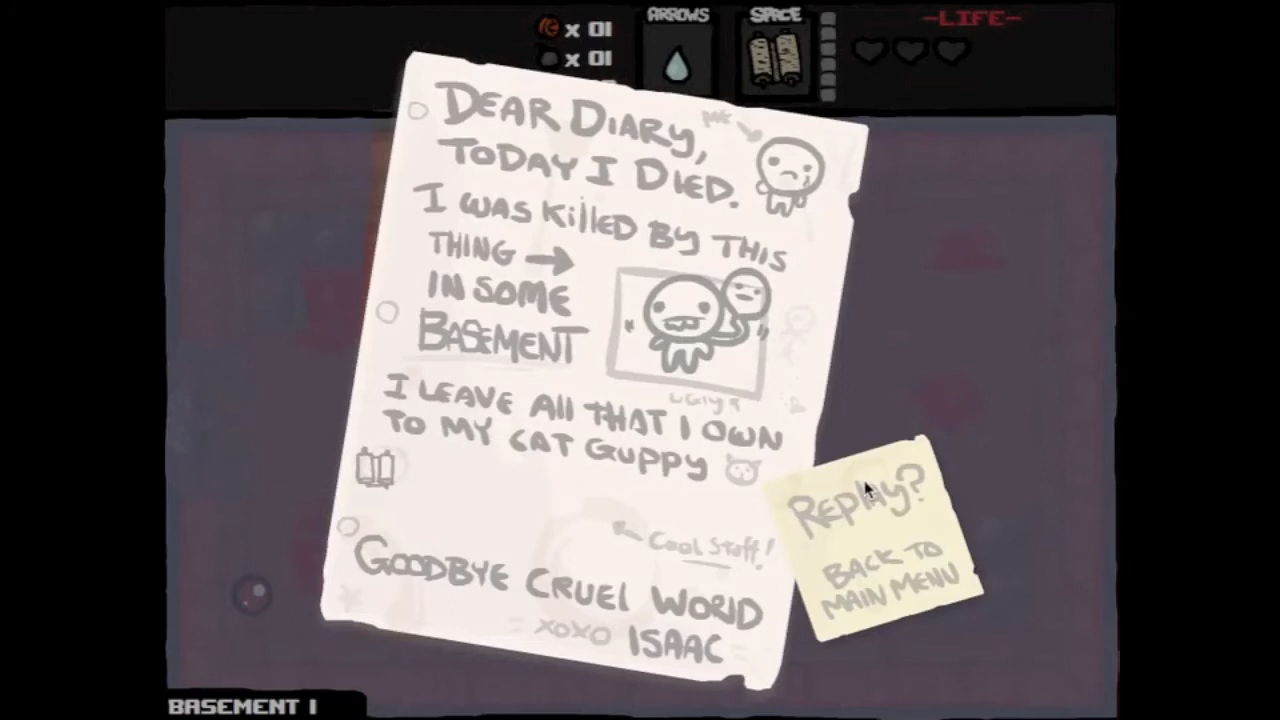 ARROWS
SPACE
-LIFE-
x 01
x 01
DEAR DIARY,
ME
TODAY I DIED.
I WAS KillED BY THIS
THING →
IN SOME
BASEMENT
UGly
I LEAVE All THAT I OWN
TO MY CAT GUPPY
Cool Stuff!
GOODBYE CRUEl WORlD
XOXO ISAAC
REPlAy?
BACK TO
MAIN MENU
BASEMENT I